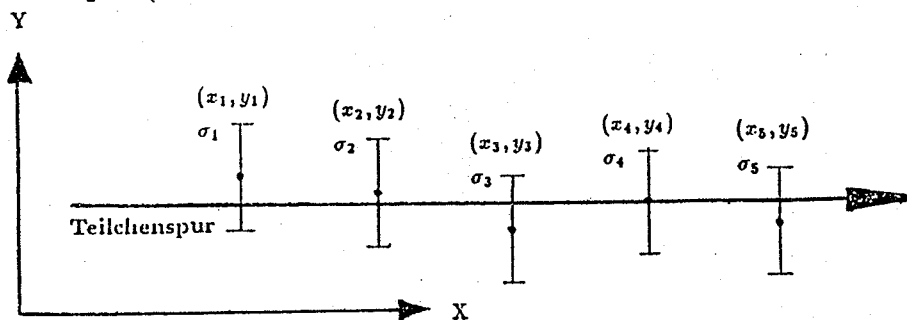 Y
(x₁, y₁)
(x₂, y₂)
(x₃, y₃)
(x₄, y₄)
(x₅, y₅)
σ₁
σ₂
σ₃
σ₄
σ₅
Teilchenspur
X